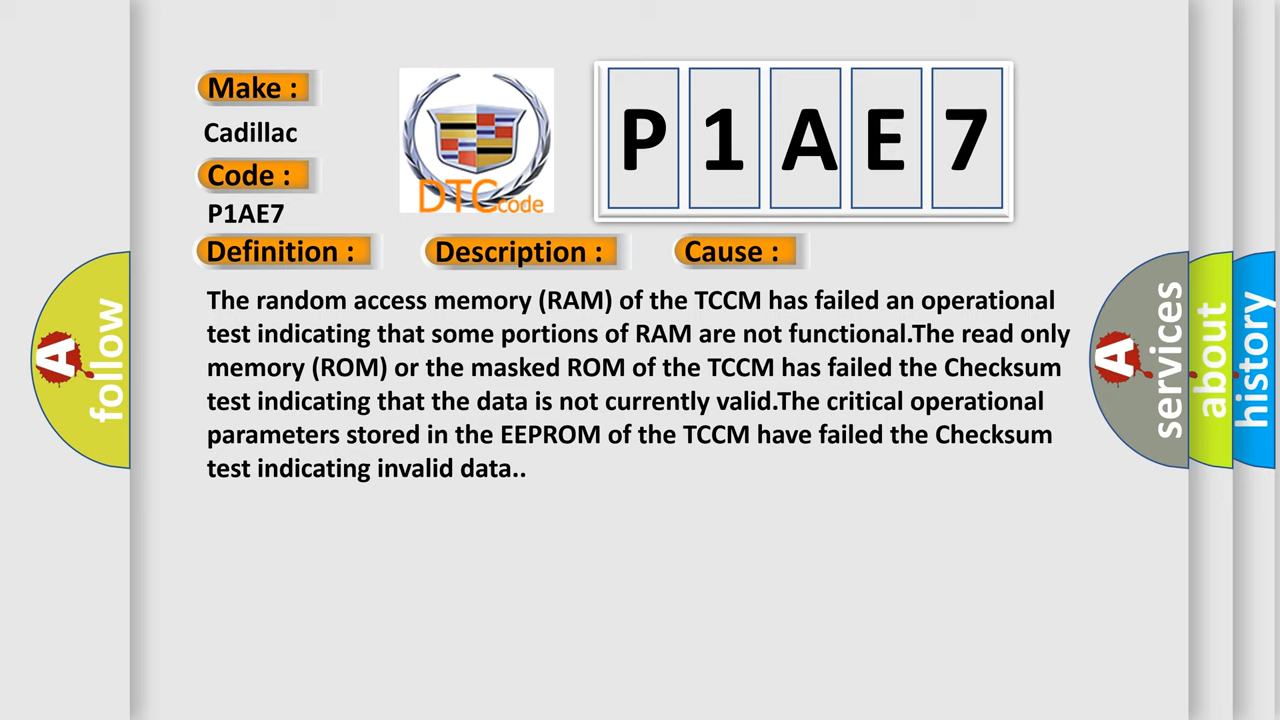 Make :
Cadillac
Code :
P1AE7
DTCcode
P 1 A E 7
Definition :
Description :
Cause :
The random access memory (RAM) of the TCCM has failed an operational
test indicating that some portions of RAM are not functional.The read only
memory (ROM) or the masked ROM of the TCCM has failed the Checksum
test indicating that the data is not currently valid.The critical operational
parameters stored in the EEPROM of the TCCM have failed the Checksum
test indicating invalid data..
A follow
A services
about
history